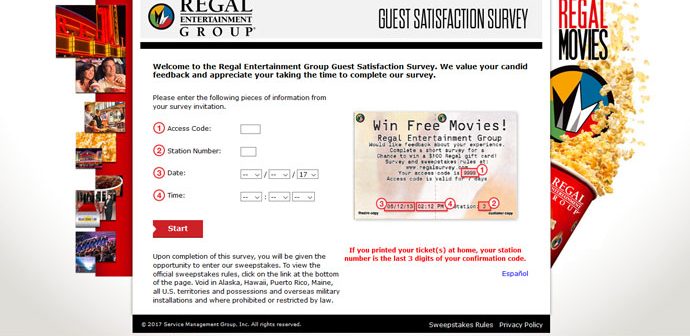 REGAL
ENTERTAINMENT
GROUP
GUEST SATISFACTION SURVEY
REGAL
MOVIES
Welcome to the Regal Entertainment Group Guest Satisfaction Survey. We value your candid
feedback and appreciate your taking the time to complete our survey.
Please enter the following pieces of information from
your survey invitation.
1 Access Code:
2 Station Number:
3 Date: -- / -- / 17
4 Time: -- : -- --
Start
Win Free Movies!
Regal Entertainment Group
Would like feedback about your experience.
Complete a short survey for a
Chance to win a $300 Regal gift card!
Survey and sweepstakes rules at:
www.regalsurvey.com
Your access code is 9999 1
Access code is valid for 7 days
3 4 2
08/12/13 02:12 PM Station: 2
theatre copy customer copy
If you printed your ticket(s) at home, your station
number is the last 3 digits of your confirmation code.
Español
Upon completion of this survey, you will be given the
opportunity to enter our sweepstakes. To view the
official sweepstakes rules, click on the link at the bottom
of the page. Void in Alaska, Hawaii, Puerto Rico, Maine,
all U.S. territories and possessions and overseas military
installations and where prohibited or restricted by law.
REGAL
ENTERTAINMENT
GROUP
© 2017 Service Management Group, Inc. All rights reserved.
Sweepstakes Rules Privacy Policy